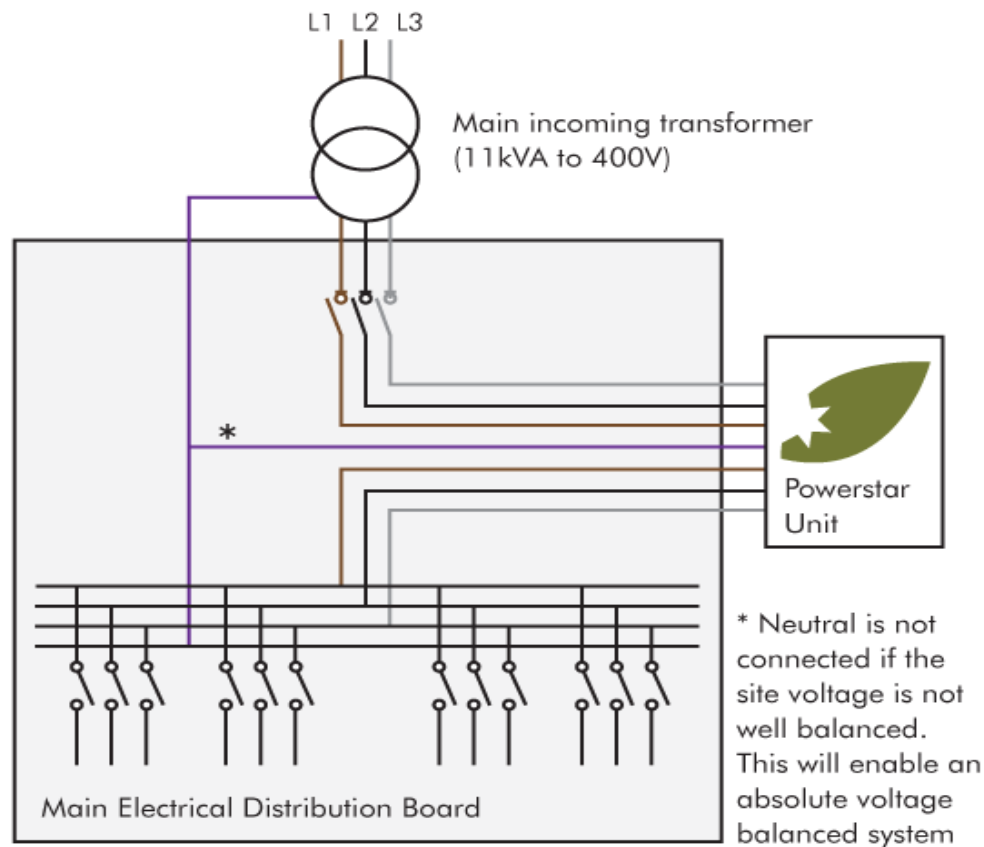 L1 L2 L3
Main incoming transformer
(11kVA to 400V)
*
Powerstar
Unit
* Neutral is not
connected if the
site voltage is not
well balanced.
This will enable an
absolute voltage
balanced system
Main Electrical Distribution Board